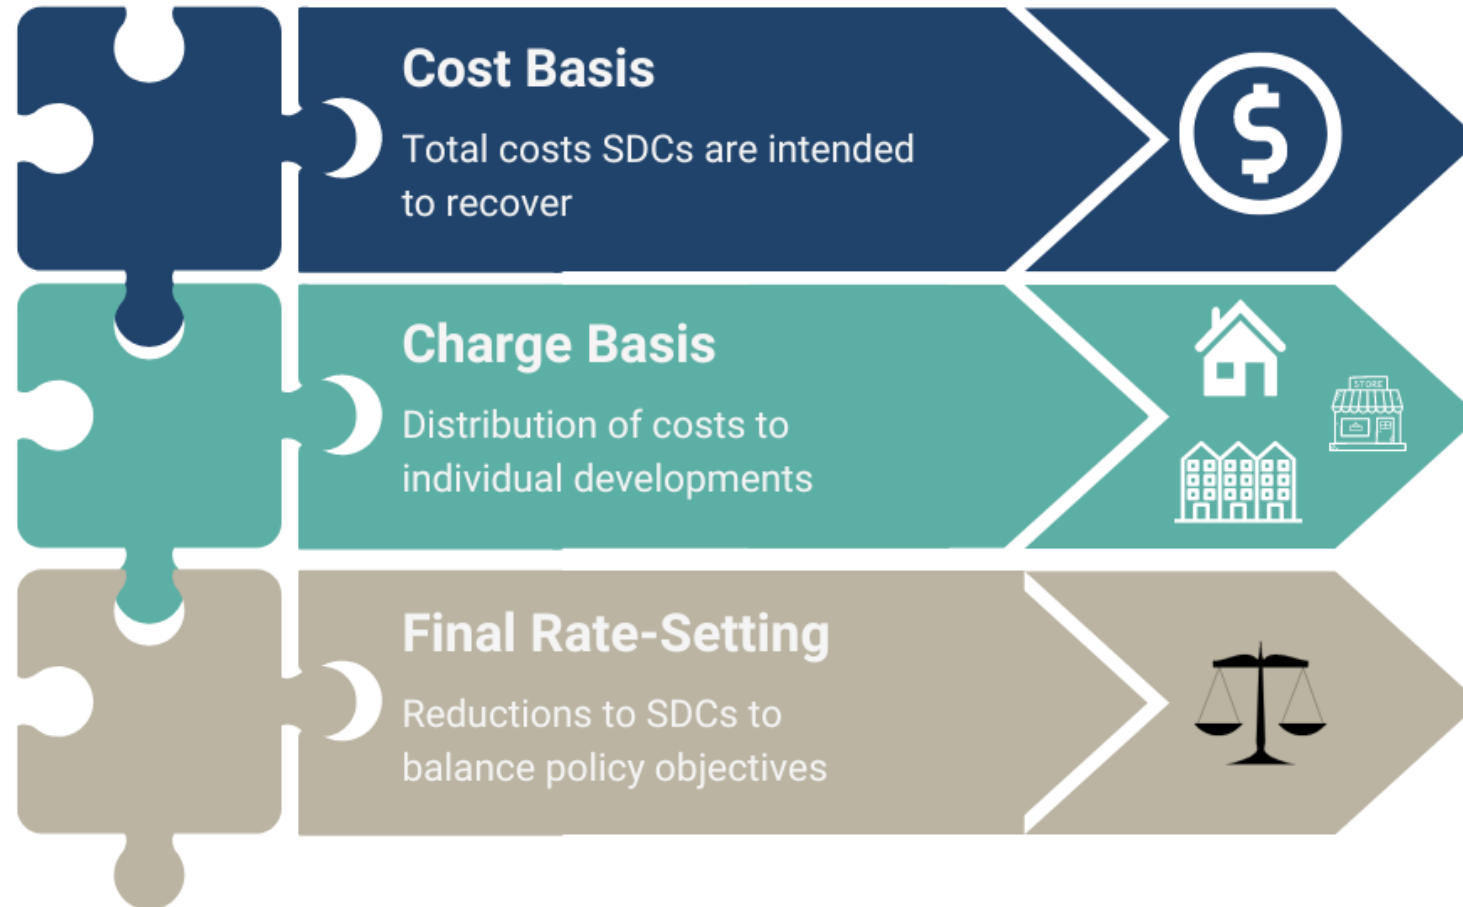 Cost Basis
Total costs SDCs are intended
to recover
$
Charge Basis
Distribution of costs to
individual developments
STORE
Final Rate-Setting
Reductions to SDCs to
balance policy objectives